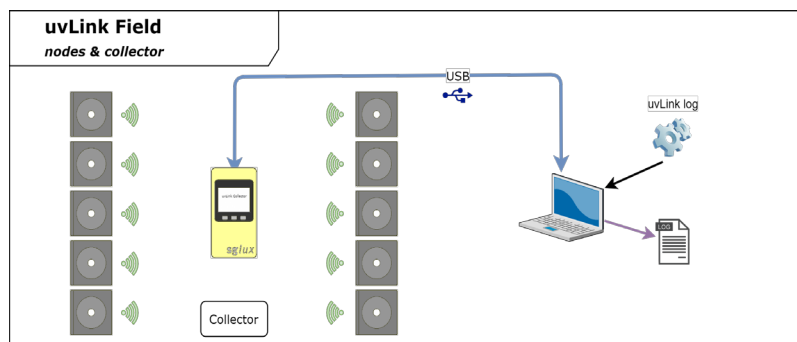 uvLink Field
nodes & collector
USB
uvLink log
LOG
sglux
Collector